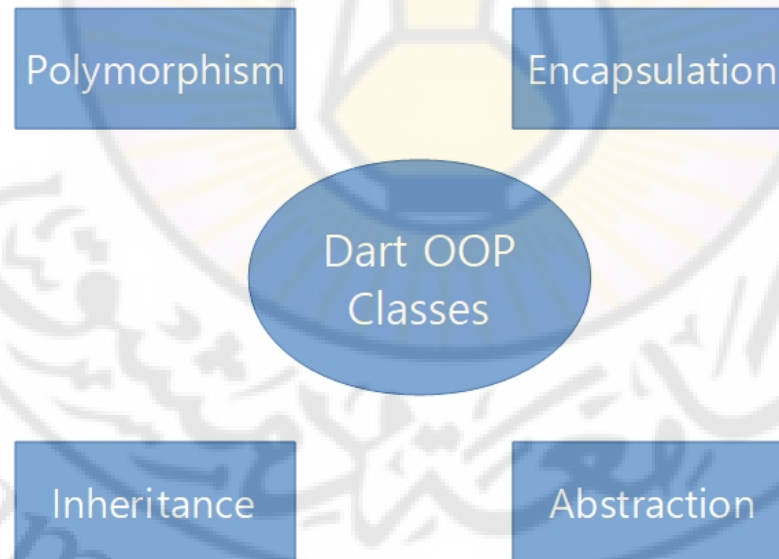 Polymorphism
Encapsulation
Dart OOP
Classes
Inheritance
Abstraction